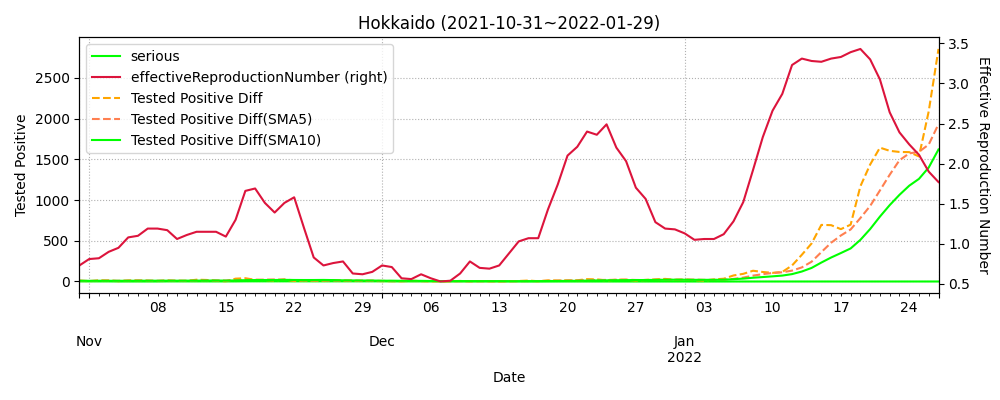 Hokkaido (2021-10-31~2022-01-29)
serious
effectiveReproductionNumber (right)
Tested Positive Diff
Tested Positive Diff(SMA5)
Tested Positive Diff(SMA10)
Tested Positive
2500
2000
1500
1000
500
0
3.5
3.0
2.5
2.0
1.5
1.0
0.5
Effective Reproduction Number
08 15 22 29 06 13 20 27 03 10 17 24
Nov Dec Jan
2022
Date